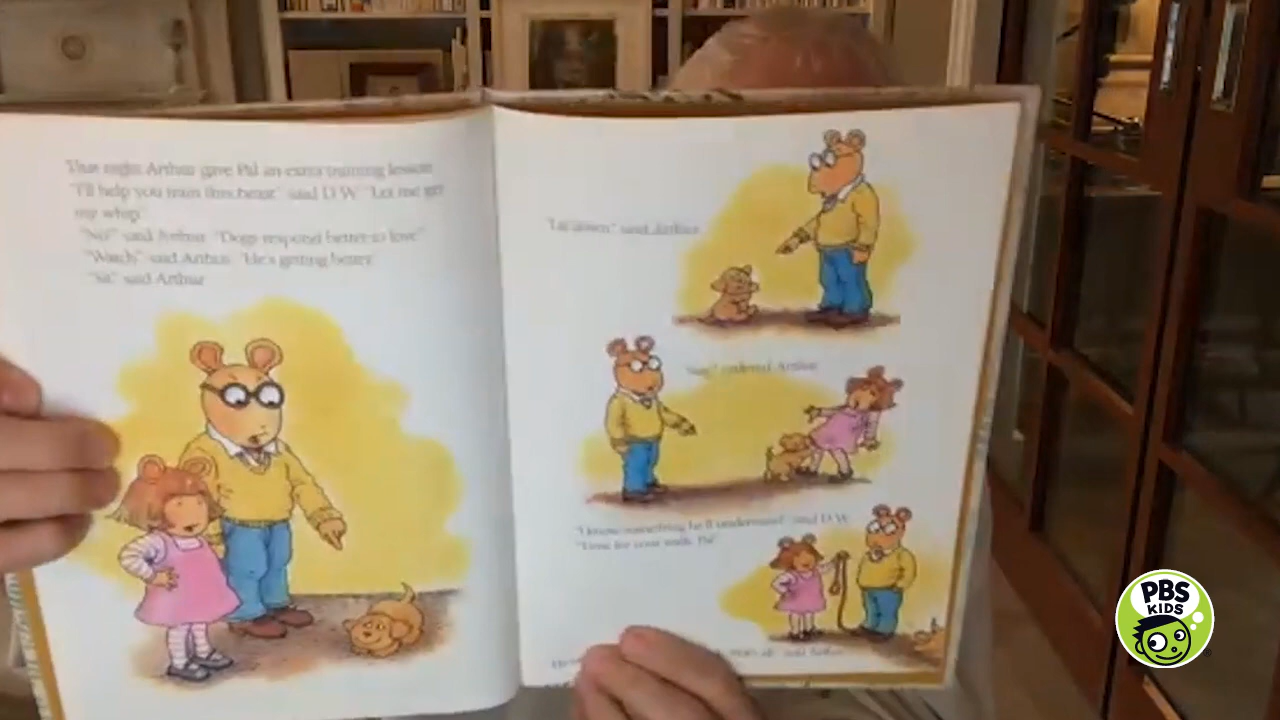 That night Arthur gave Pal an extra training lesson.
"I'll help you train this beast," said D.W. "Let me get
my whip."
"No!" said Arthur. "Dogs respond better to love."
"Watch," said Arthur. "He's getting better."
"Sit," said Arthur.
"Lie down," said Arthur.
"Stay," ordered Arthur.
"I know something he'll understand," said D.W.
"Time for your walk, Pal."
said Arthur.
PBS
KIDS